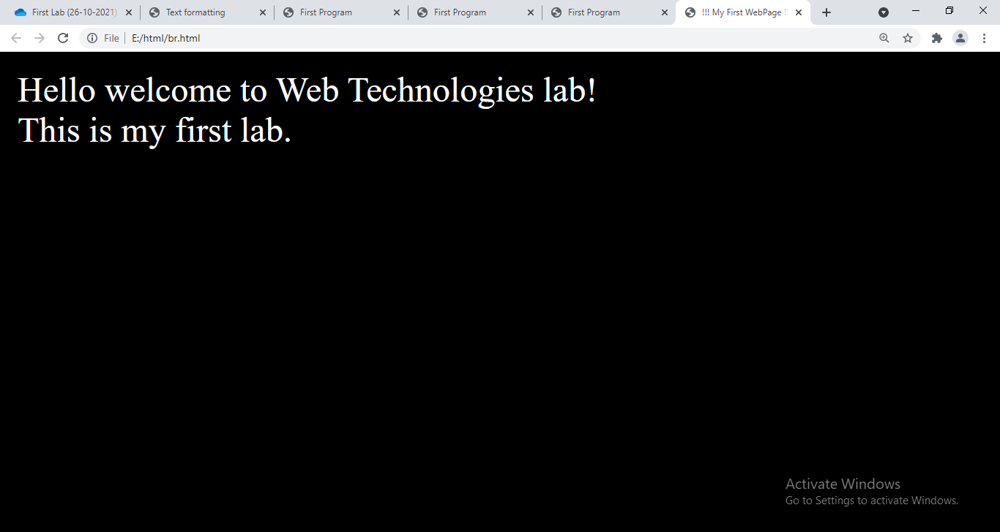 First Lab (26-10-2021)
Text formatting
First Program
First Program
First Program
!!! My First WebPage !!
File
E:/html/br.html
Hello welcome to Web Technologies lab!
This is my first lab.
Activate Windows
Go to Settings to activate Windows.